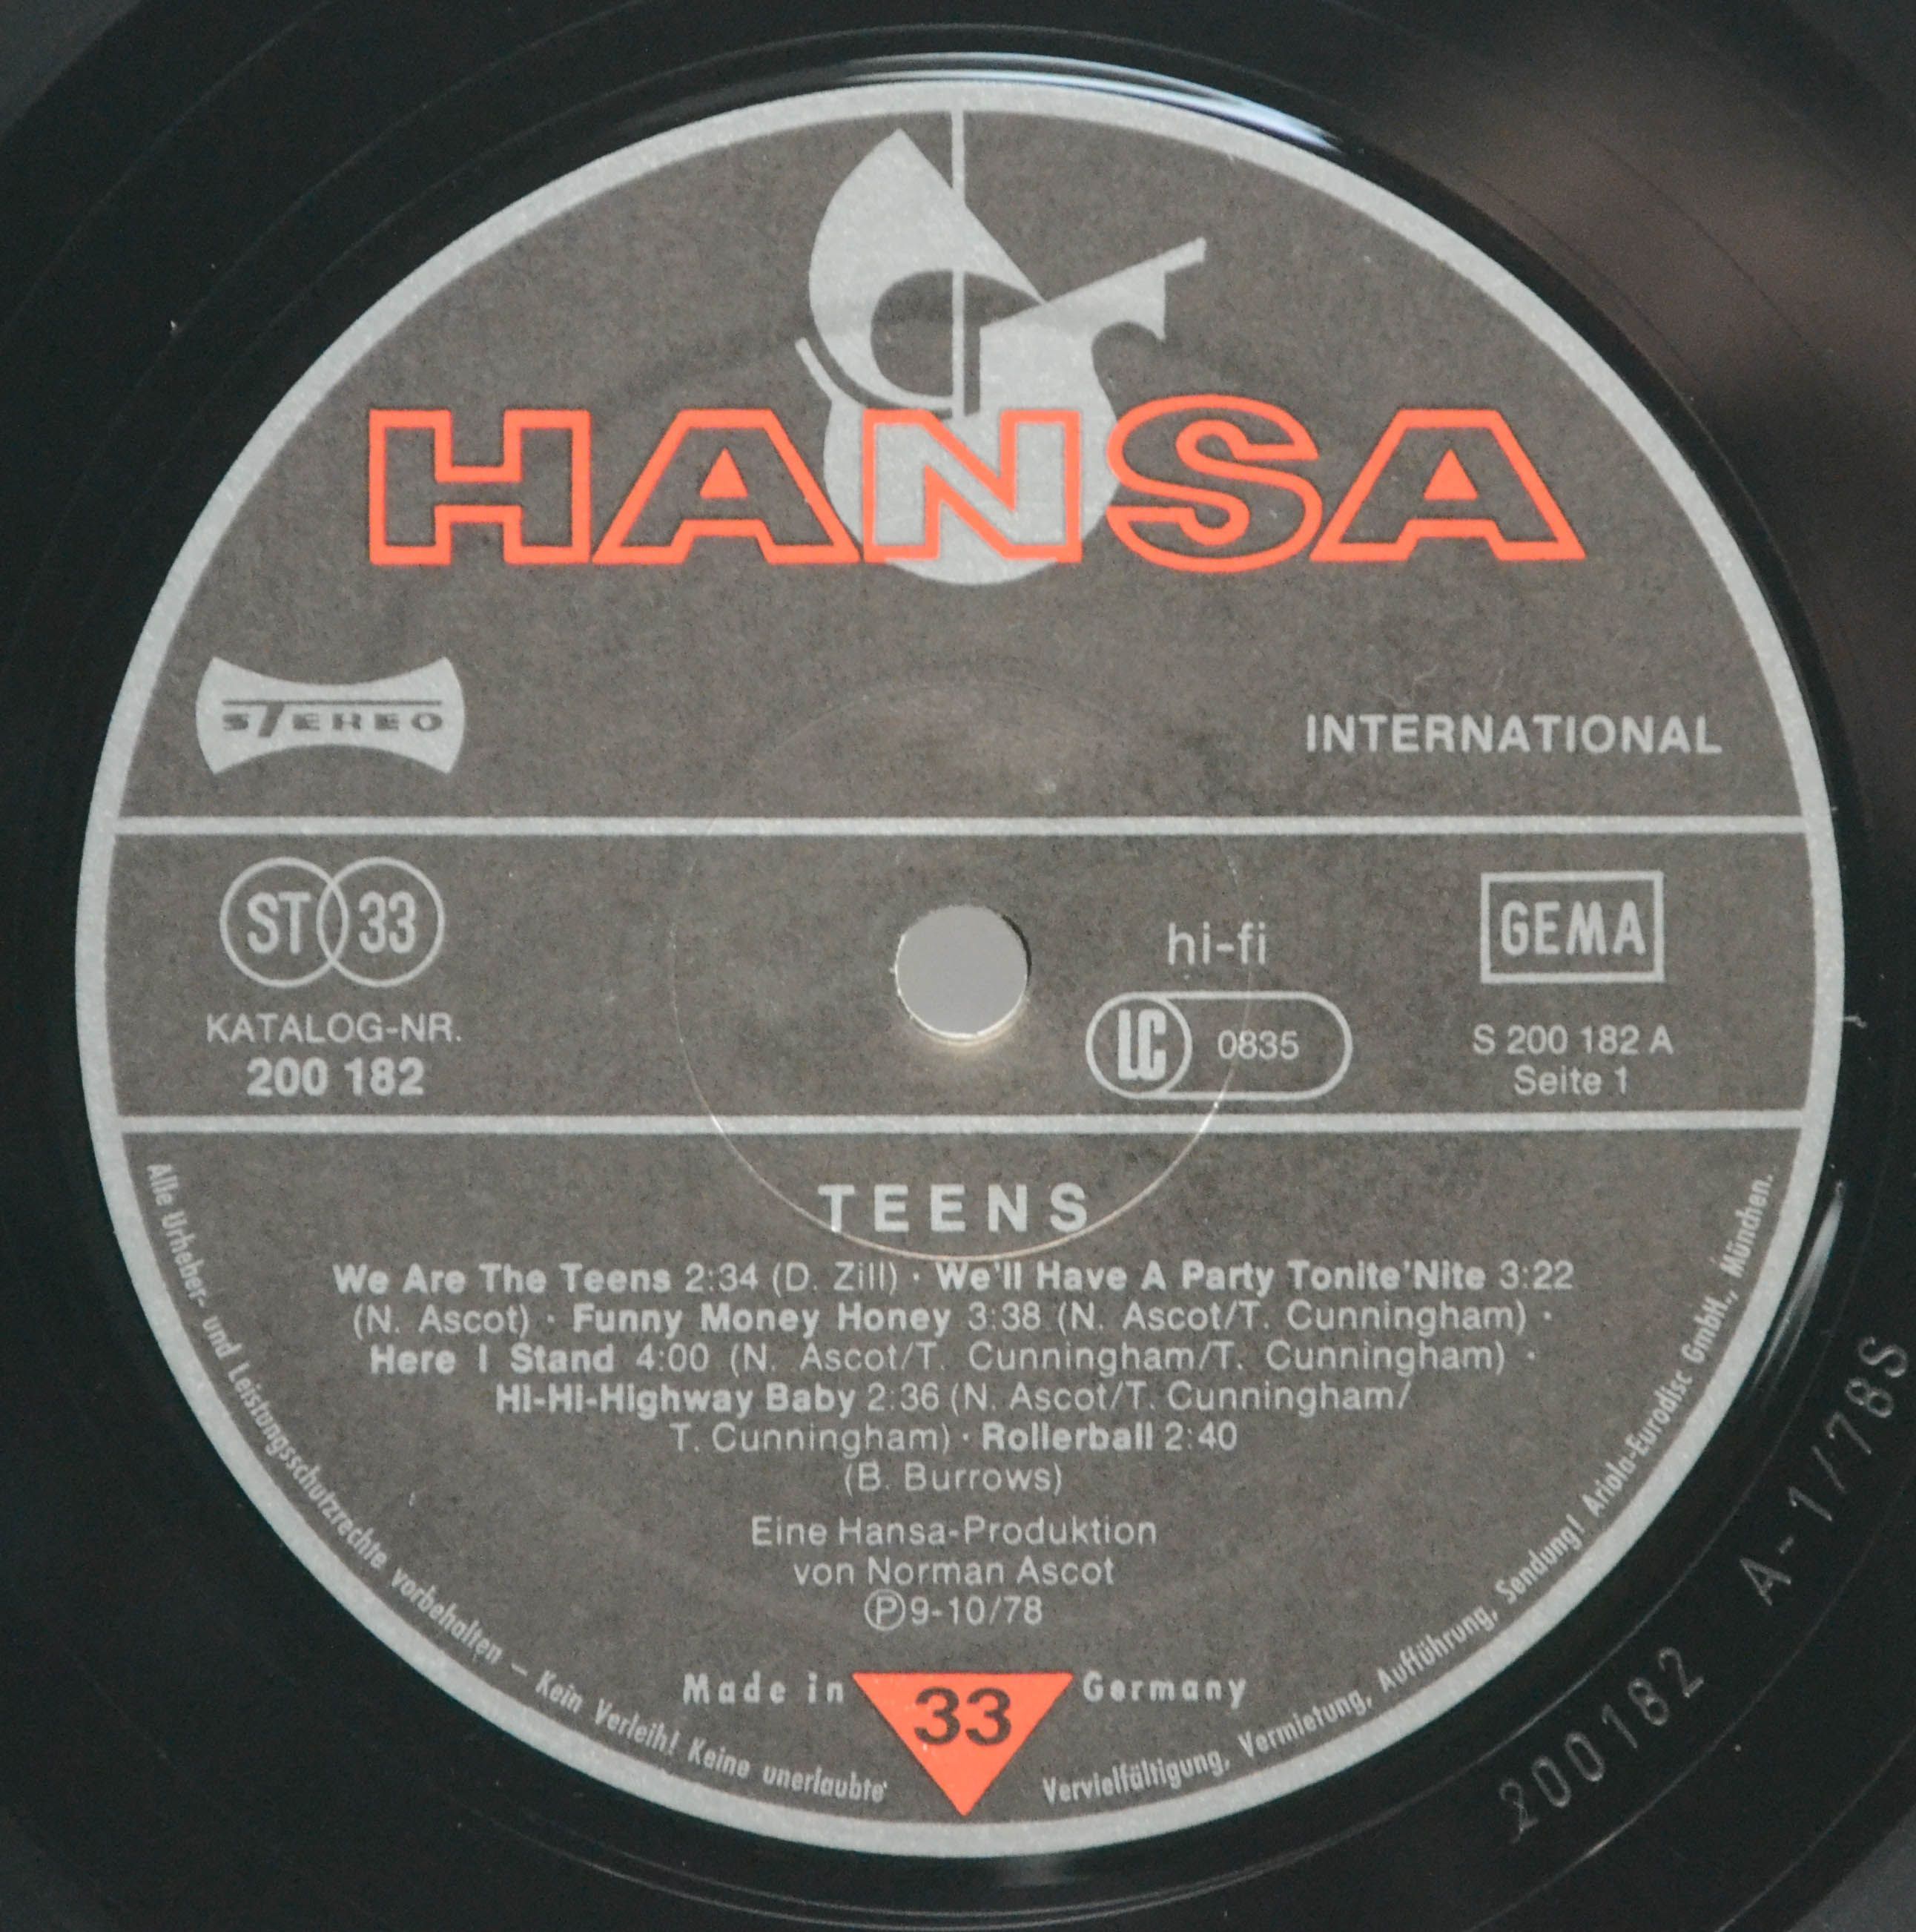 HANSA
STEREO
INTERNATIONAL
ST 33
hi-fi
GEMA
KATALOG-NR.
200 182
LC 0835
S 200 182 A
Seite 1
TEENS
We Are The Teens 2:34 (D. Zill) · We'll Have A Party Tonite'Nite 3:22
(N. Ascot) · Funny Money Honey 3:38 (N. Ascot/T. Cunningham) ·
Here I Stand 4:00 (N. Ascot/T. Cunningham/T. Cunningham) ·
Hi-Hi-Highway Baby 2:36 (N. Ascot/T. Cunningham/
T. Cunningham) · Rollerball 2:40
(B. Burrows)
Eine Hansa-Produktion
von Norman Ascot
Ⓟ 9-10/78
Made in 33 Germany
Alle Urheber- und Leistungsschutzrechte vorbehalten – Kein Verleih! Keine unerlaubte Vervielfältigung, Vermietung, Aufführung, Sendung! Ariola-Eurodisc GmbH., München.
200182 A-1/78S